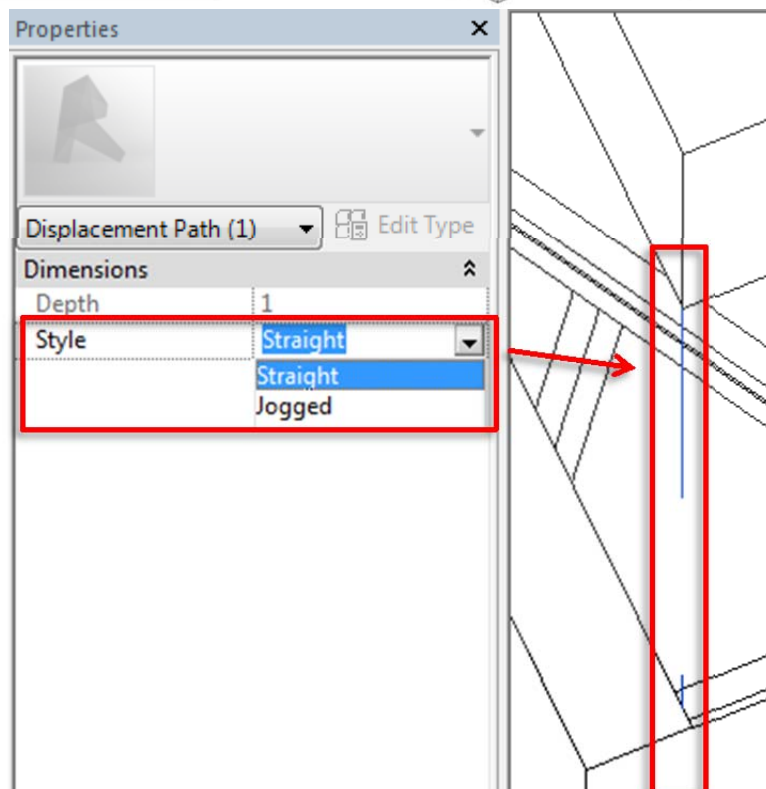 Properties
Displacement Path (1) Edit Type
Dimensions
Depth 1
Style Straight
Straight
Jogged